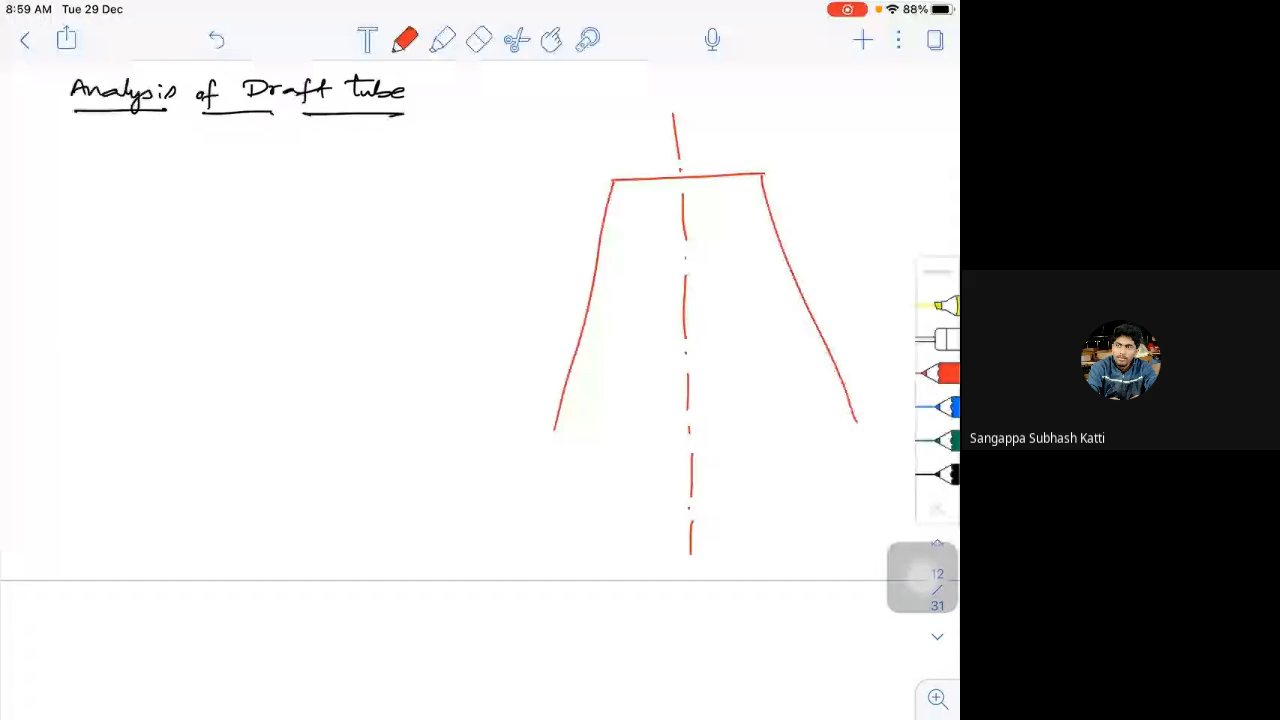 8:59 AM Tue 29 Dec
88%
T
Analysis of Draft tube
Sangappa Subhash Katti
12
/
31